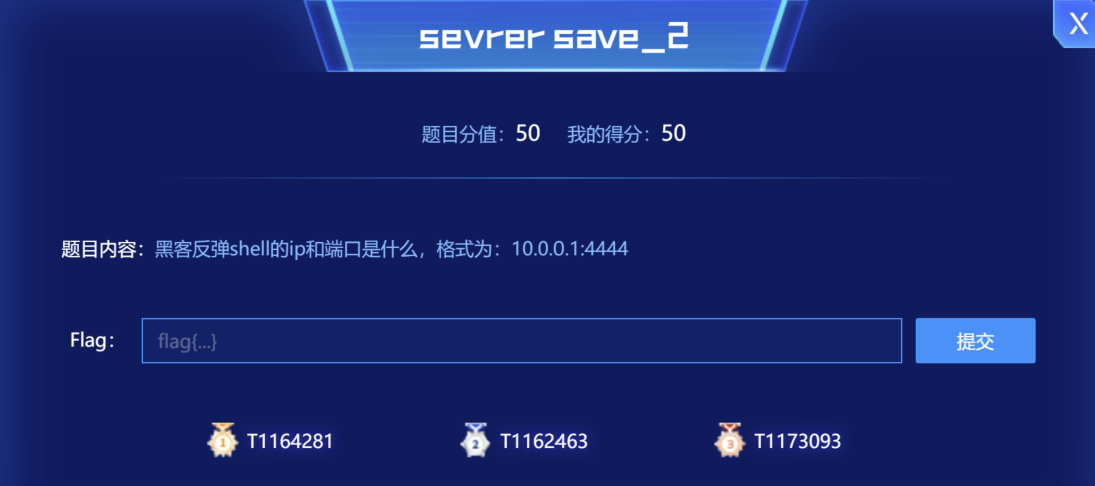 sevrer save_2
X
题目分值：50 我的得分：50
题目内容：黑客反弹shell的ip和端口是什么，格式为：10.0.0.1:4444
Flag： flag{...} 提交
1 T1164281 2 T1162463 3 T1173093